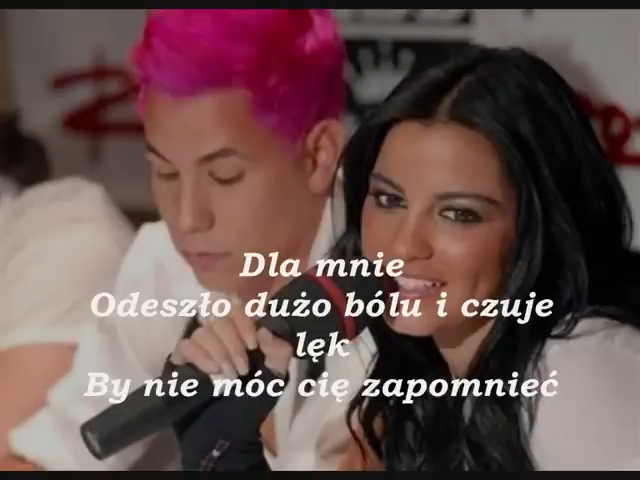 Dla mnie
Odeszło dużo bólu i czuje
lęk
By nie móc cię zapomnieć